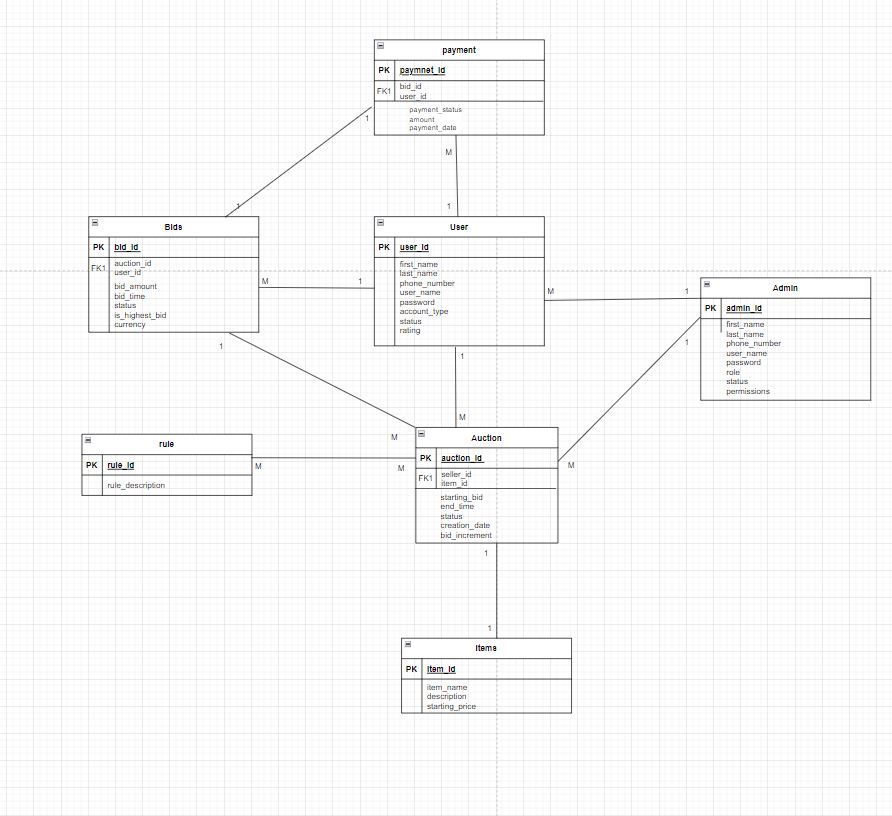 payment
PK paymnet_id
FK1 bid_id
user_id
payment_status
amount
payment_date
1
M
1
1
Bids
PK bid_id
FK1 auction_id
user_id
bid_amount
bid_time
status
is_highest_bid
currency
User
PK user_id
first_name
last_name
phone_number
user_name
password
account_type
status
rating
M
1
M
1
Admin
PK admin_id
first_name
last_name
phone_number
user_name
password
role
status
permissions
1
1
1
M
M
rule
PK rule_id
rule_description
M
M
Auction
PK auction_id
FK1 seller_id
item_id
starting_bid
end_time
status
creation_date
bid_increment
M
1
1
Items
PK item_id
item_name
description
starting_price